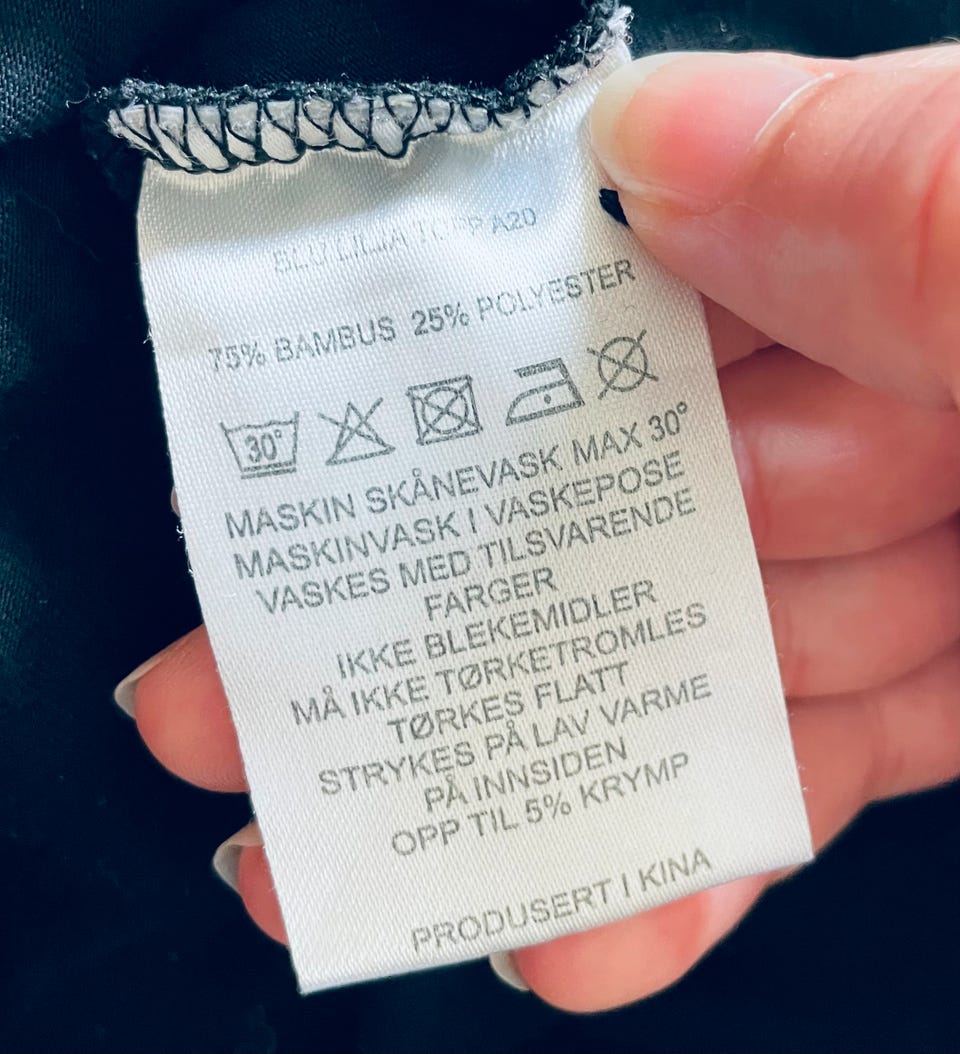 A20
75% BAMBUS 25% POLYESTER
30°
MASKIN SKÅNEVASK MAX 30°
MASKINVASK I VASKEPOSE
VASKES MED TILSVARENDE
FARGER
IKKE BLEKEMIDLER
MÅ IKKE TØRKETROMLES
TØRKES FLATT
STRYKES PÅ LAV VARME
PÅ INNSIDEN
OPP TIL 5% KRYMP
PRODUSERT I KINA